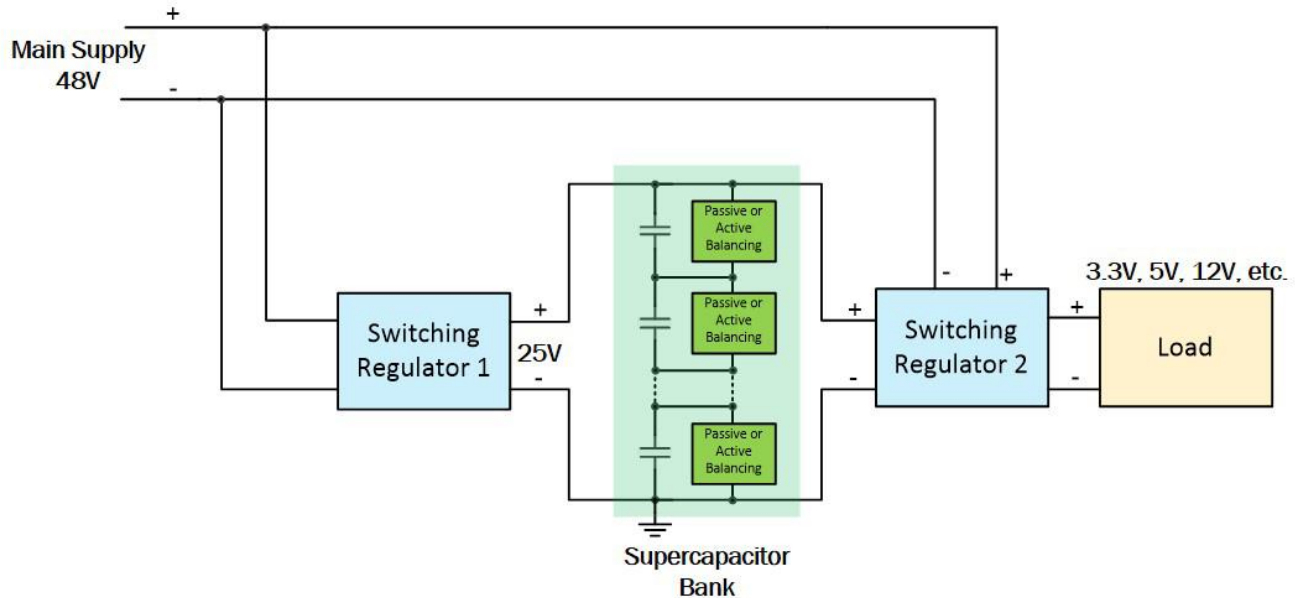 +
Main Supply
48V
-
Passive or
Active
Balancing
- +
3.3V, 5V, 12V, etc.
Switching
Regulator 1
+
25V
-
Passive or
Active
Balancing
+
-
Switching
Regulator 2
+
-
Load
Passive or
Active
Balancing
Supercapacitor
Bank